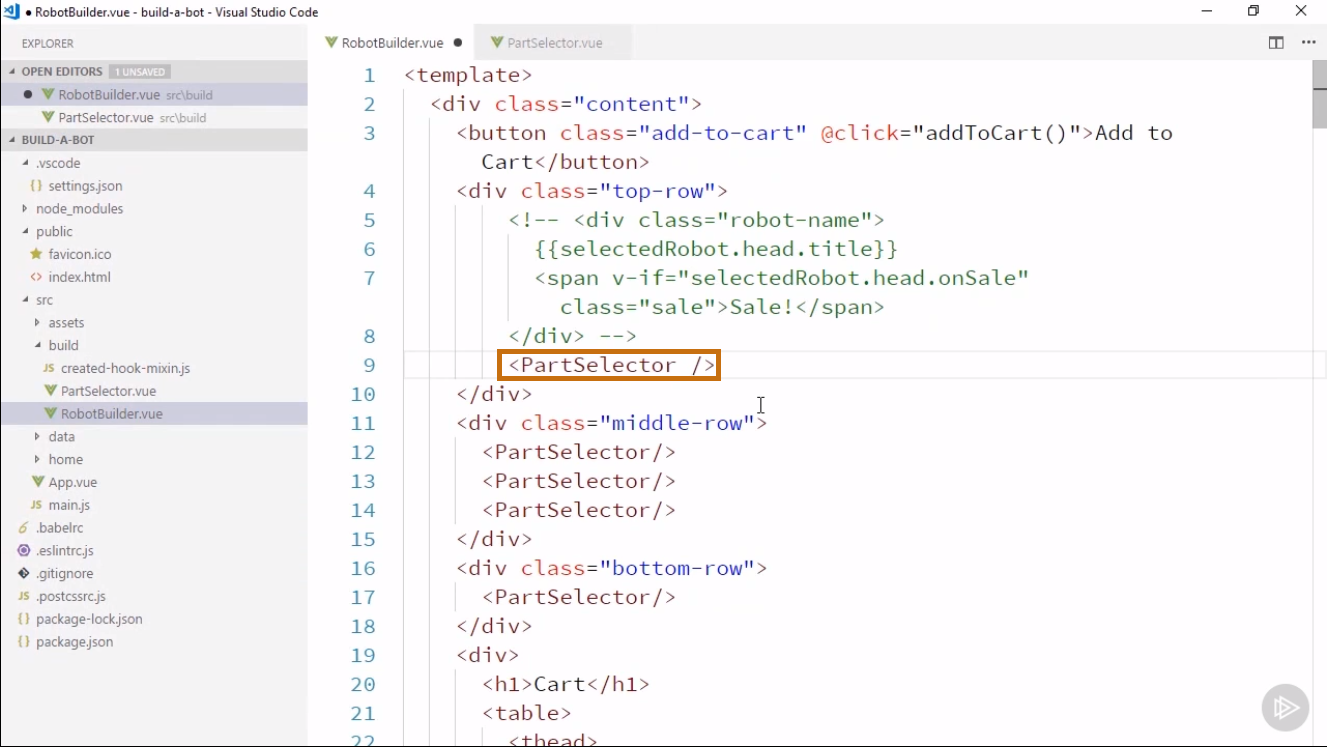 RobotBuilder.vue - build-a-bot - Visual Studio Code
EXPLORER
OPEN EDITORS 1 UNSAVED
RobotBuilder.vue src\build
PartSelector.vue src\build
BUILD-A-BOT
.vscode
{} settings.json
node_modules
public
favicon.ico
<> index.html
src
assets
build
JS created-hook-mixin.js
PartSelector.vue
RobotBuilder.vue
data
home
App.vue
JS main.js
.babelrc
.eslintrc.js
.gitignore
JS .postcssrc.js
{} package-lock.json
{} package.json
RobotBuilder.vue PartSelector.vue
1 <template>
2 <div class="content">
3 <button class="add-to-cart" @click="addToCart()">Add to
Cart</button>
4 <div class="top-row">
5 <!-- <div class="robot-name">
6 {{selectedRobot.head.title}}
7 <span v-if="selectedRobot.head.onSale"
class="sale">Sale!</span>
8 </div> -->
9 <PartSelector />
10 </div>
11 <div class="middle-row">
12 <PartSelector/>
13 <PartSelector/>
14 <PartSelector/>
15 </div>
16 <div class="bottom-row">
17 <PartSelector/>
18 </div>
19 <div>
20 <h1>Cart</h1>
21 <table>
22 <thead>